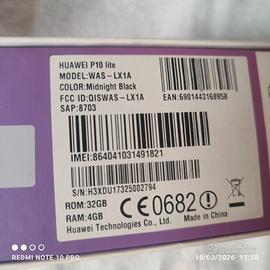 HUAWEI P10 lite
MODEL:WAS-LX1A
COLOR:Midnight Black
FCC ID:QISWAS-LX1A
SAP:8703
EAN:6901443168958
IMEI:864041031491821
S/N:H3XDU17325002794
ROM:32GB
RAM:4GB
CE0682
Huawei Technologies Co., Ltd.
Made in China
REDMI NOTE 10 PRO
18/03/2026 11:38